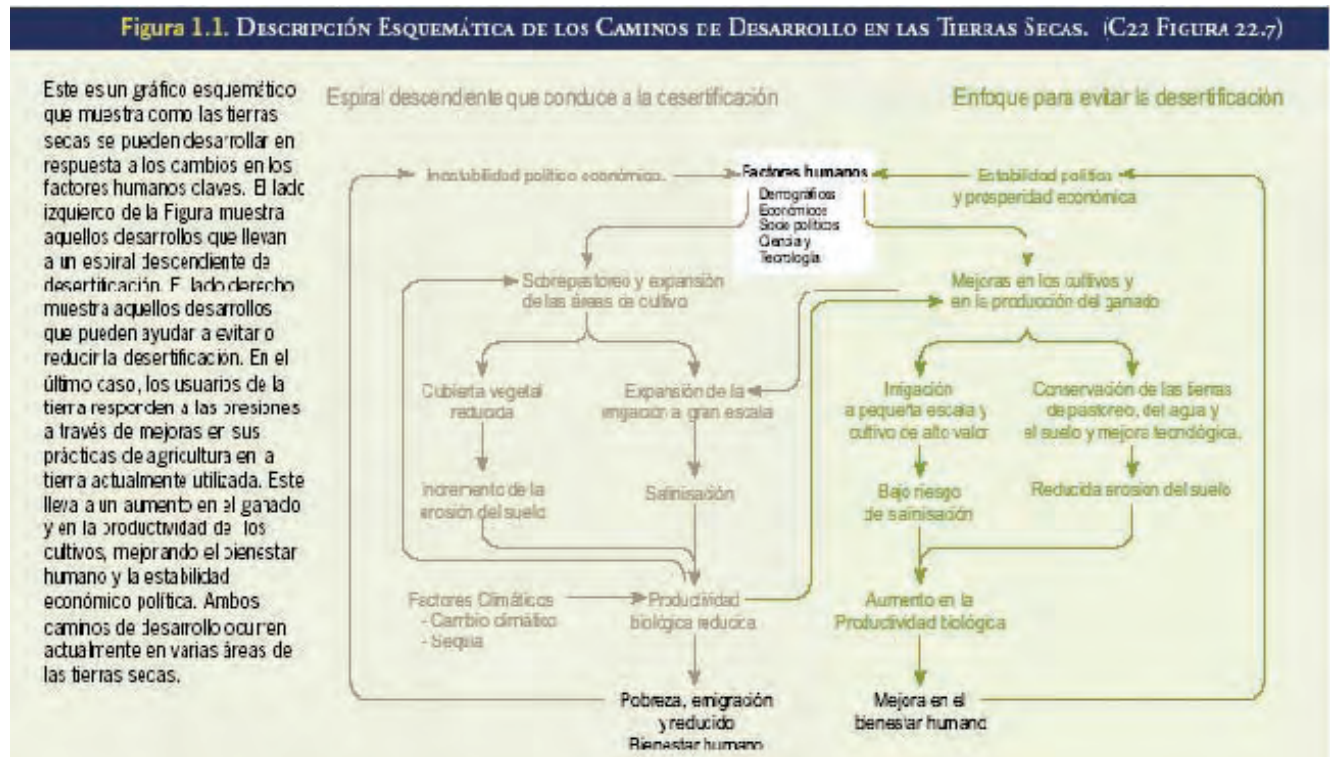 Figura 1.1. DESCRIPCIÓN ESQUEMÁTICA DE LOS CAMINOS DE DESARROLLO EN LAS TIERRAS SECAS. (C22 FIGURA 22.7)
Este es un gráfico esquemático
que muestra como las tierras
secas se pueden desarrollar en
respuesta a los cambios en los
factores humanos claves. El lado
izquierco de la Figura muestra
aquellos desarrollos que llevan
a un espiral descendiente de
desertificación. El lado derecho
muestra aquellos desarrollos
que pueden ayudar a evitar o
reducir la desertificación. En el
último caso, los usuarios de la
tierra responden a las presiones
a través de mejoras en sus
prácticas de agricultura en la
tierra actualmente utilizada. Este
lleva a un aumento en el ganado
y en la productividad de los
cultivos, mejorando el bienestar
humano y la estabilidad
económico política. Ambos
caminos de desarrollo ocurren
actualmente en varias áreas de
las tierras secas.
Espiral descendiente que conduce a la cesertificación
Enfoque para evitar la desertificación
Inestabilidad político económica.
Factores humanos
Demográficos
Económicos
Socio políticos
Ciencia y
Tecnología
Estabilidad política
y prosperidad económica
Sobrepastoreo y expansión
de las áreas de cultivo
Mejoras en los cultivos y
en la producción del ganado
Cubierta vegetal
reducida
Expansión de la
irrigación a gran escala
Irrigación
a pequeña escala y
cultivo de alto valor
Conservación de las tierras
de pastoreo, del agua y
el suelo y mejora tecnológica.
Incremento de la
erosión del suelo
Salinisación
Bajo riesgo
de salinisación
Reducida erosion del suelo
Factores Climáticos
- Cambio climático
- Sequia
Productividad
biológica reducida
Aumento en la
Productividad biológica
Pobreza, emigración
y reducido
Bienestar humano
Mejora en el
bienestar humano